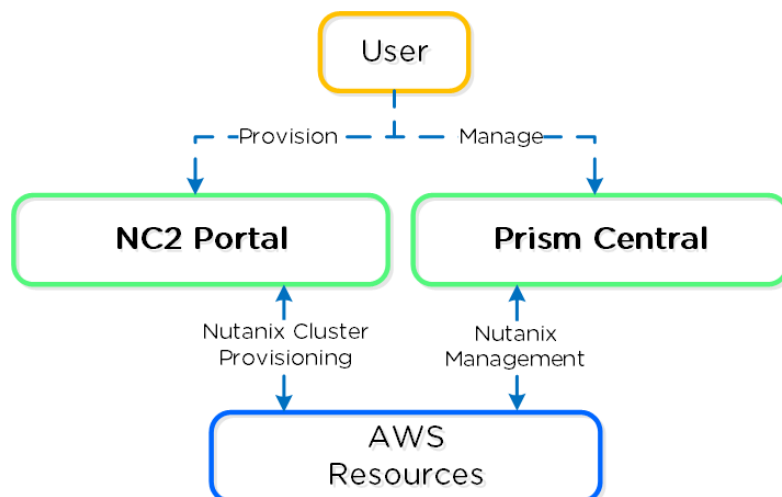 User
Provision
Manage
NC2 Portal
Prism Central
Nutanix Cluster
Provisioning
Nutanix
Management
AWS
Resources